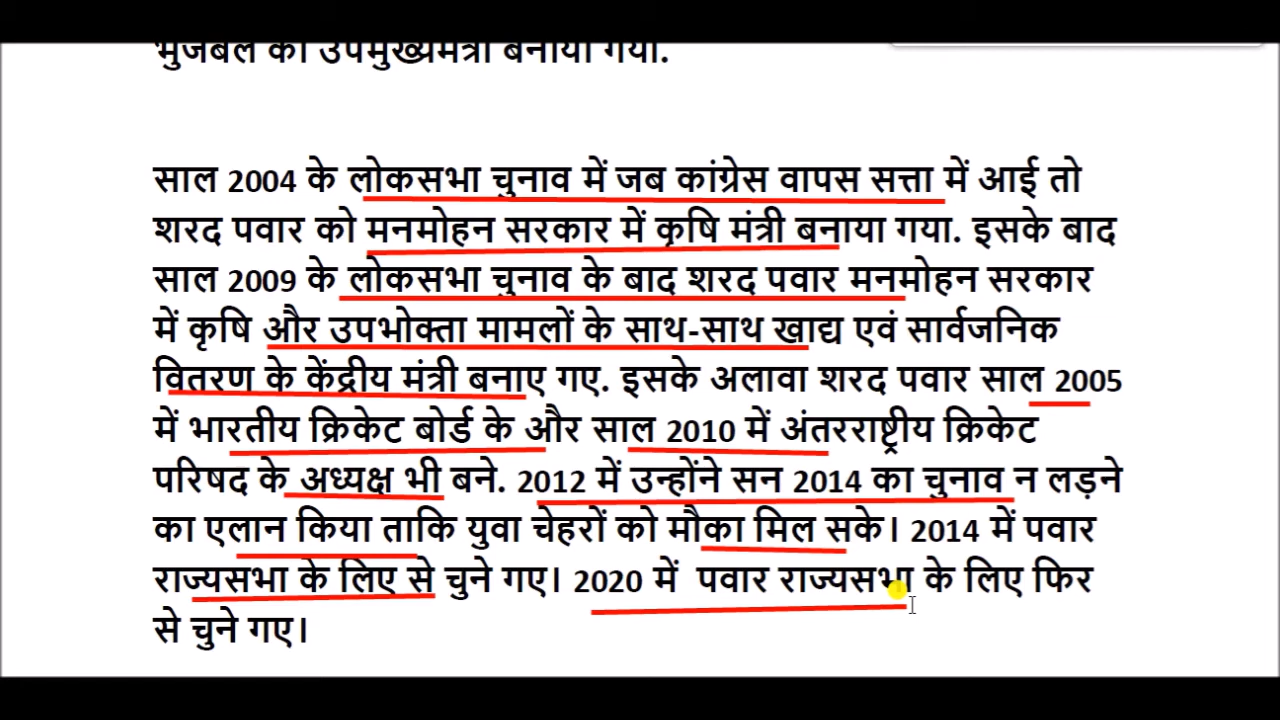 भुजबल को उपमुख्यमंत्री बनाया गया.
साल 2004 के लोकसभा चुनाव में जब कांग्रेस वापस सत्ता में आई तो
शरद पवार को मनमोहन सरकार में कृषि मंत्री बनाया गया. इसके बाद
साल 2009 के लोकसभा चुनाव के बाद शरद पवार मनमोहन सरकार
में कृषि और उपभोक्ता मामलों के साथ-साथ खाद्य एवं सार्वजनिक
वितरण के केंद्रीय मंत्री बनाए गए. इसके अलावा शरद पवार साल 2005
में भारतीय क्रिकेट बोर्ड के और साल 2010 में अंतरराष्ट्रीय क्रिकेट
परिषद के अध्यक्ष भी बने. 2012 में उन्होंने सन 2014 का चुनाव न लड़ने
का एलान किया ताकि युवा चेहरों को मौका मिल सके। 2014 में पवार
राज्यसभा के लिए से चुने गए। 2020 में पवार राज्यसभा के लिए फिर
से चुने गए।